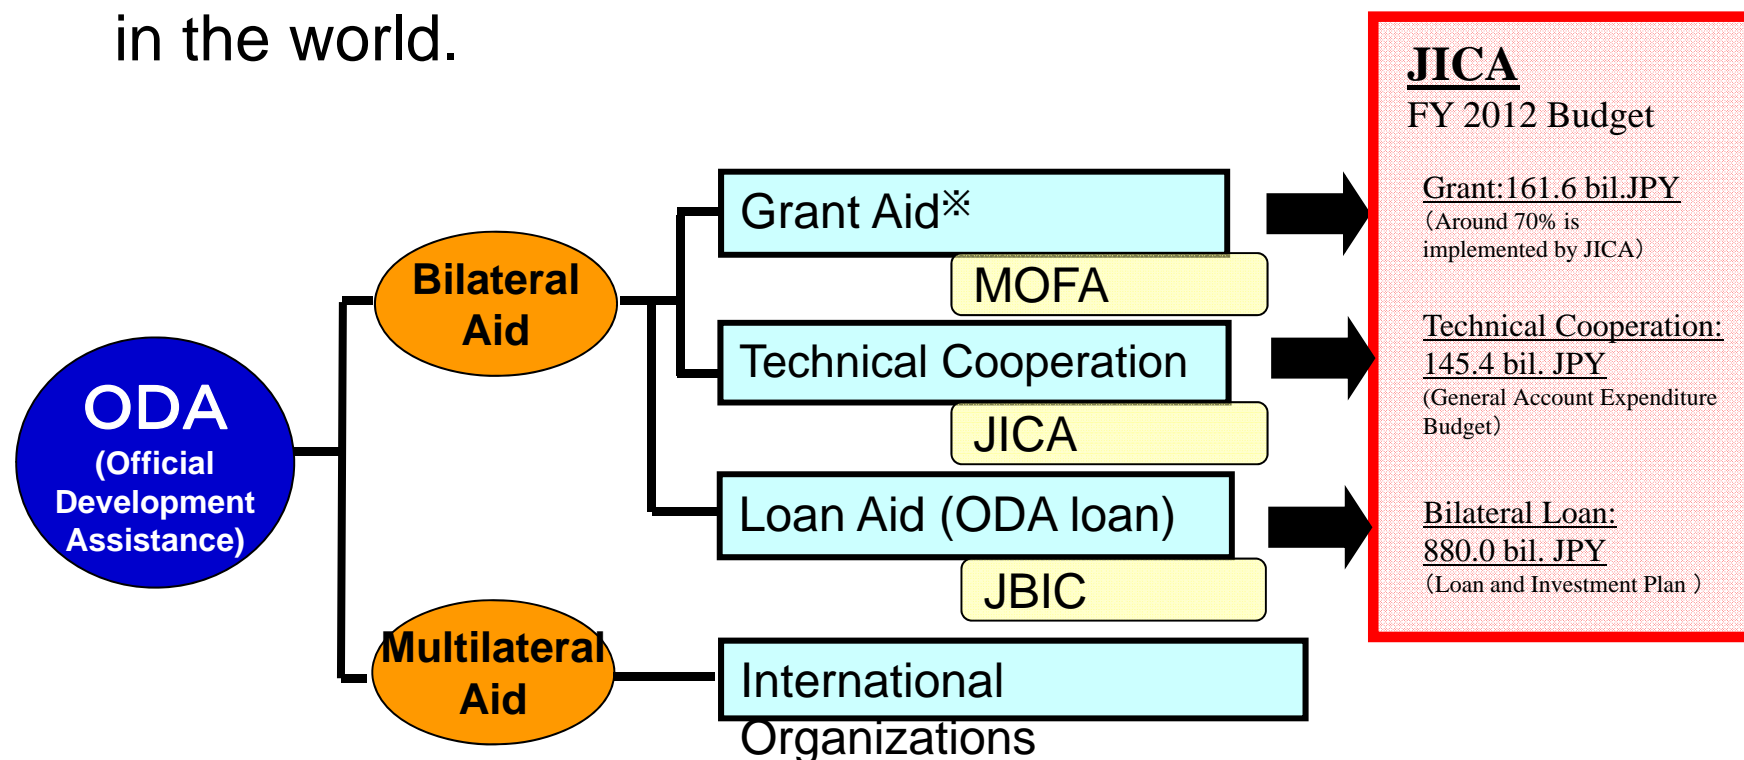 in the world.
ODA
(Official
Development
Assistance)
Bilateral
Aid
Multilateral
Aid
Grant Aid※
MOFA
Technical Cooperation
JICA
Loan Aid (ODA loan)
JBIC
International
Organizations
JICA
FY 2012 Budget
Grant:161.6 bil.JPY
（Around 70% is
implemented by JICA）
Technical Cooperation:
145.4 bil. JPY
(General Account Expenditure
Budget）
Bilateral Loan:
880.0 bil. JPY
（Loan and Investment Plan ）